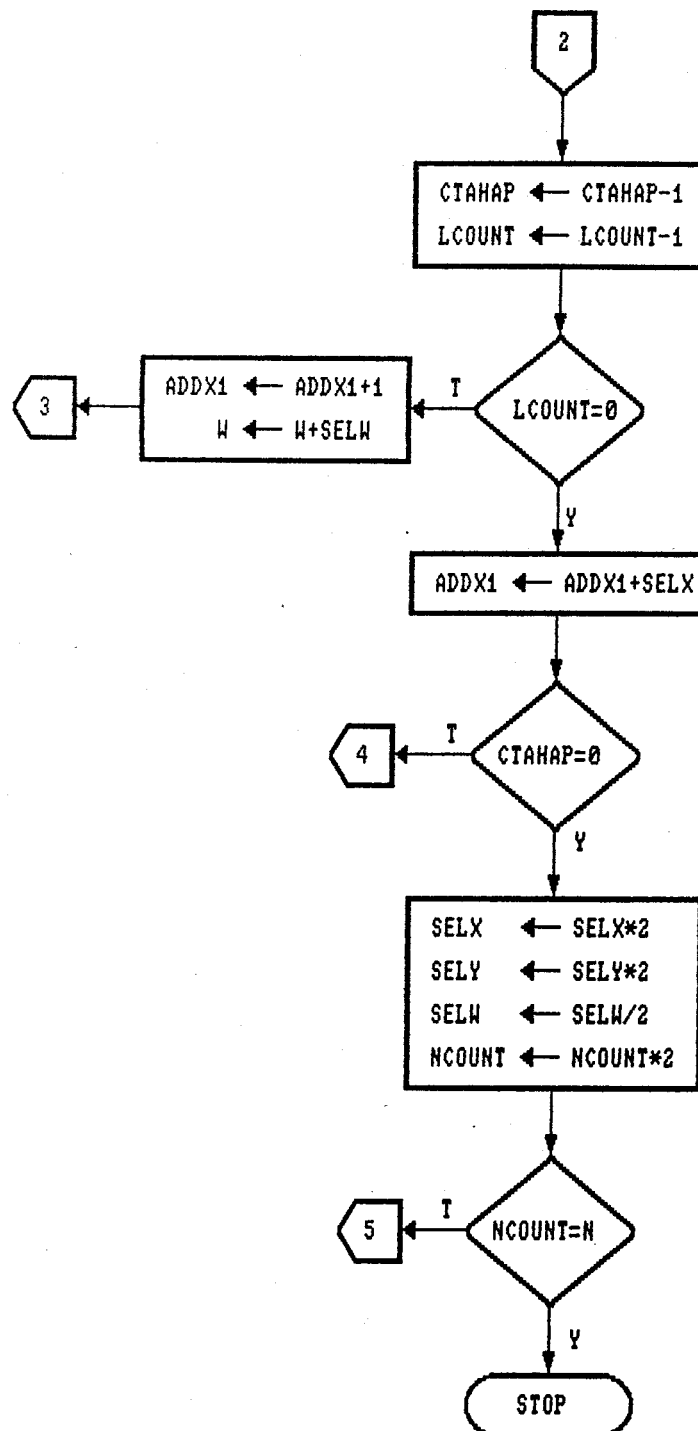 2
CTAHAP ← CTAHAP-1
LCOUNT ← LCOUNT-1
3
ADDX1 ← ADDX1+1
W ← W+SELW
T
LCOUNT=0
Y
ADDX1 ← ADDX1+SELX
4
T
CTAHAP=0
Y
SELX ← SELX*2
SELY ← SELY*2
SELW ← SELW/2
NCOUNT ← NCOUNT*2
5
T
NCOUNT=N
Y
STOP